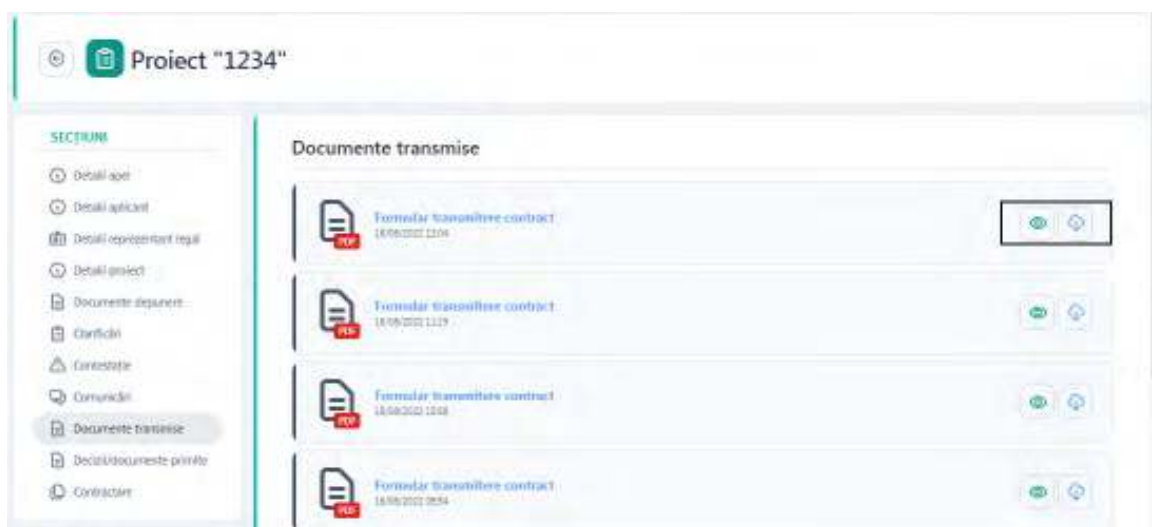 Proiect "1234"
SECȚIUNI
Detalii apel
Detalii aplicant
Detalii reprezentant legal
Detalii proiect
Documente depunere
Clarificări
Contestație
Comunicări
Documente transmise
Decizii/documente primite
Contractare
Documente transmise
Formular transmitere contract
PDF
Formular transmitere contract
PDF
Formular transmitere contract
PDF
Formular transmitere contract
PDF